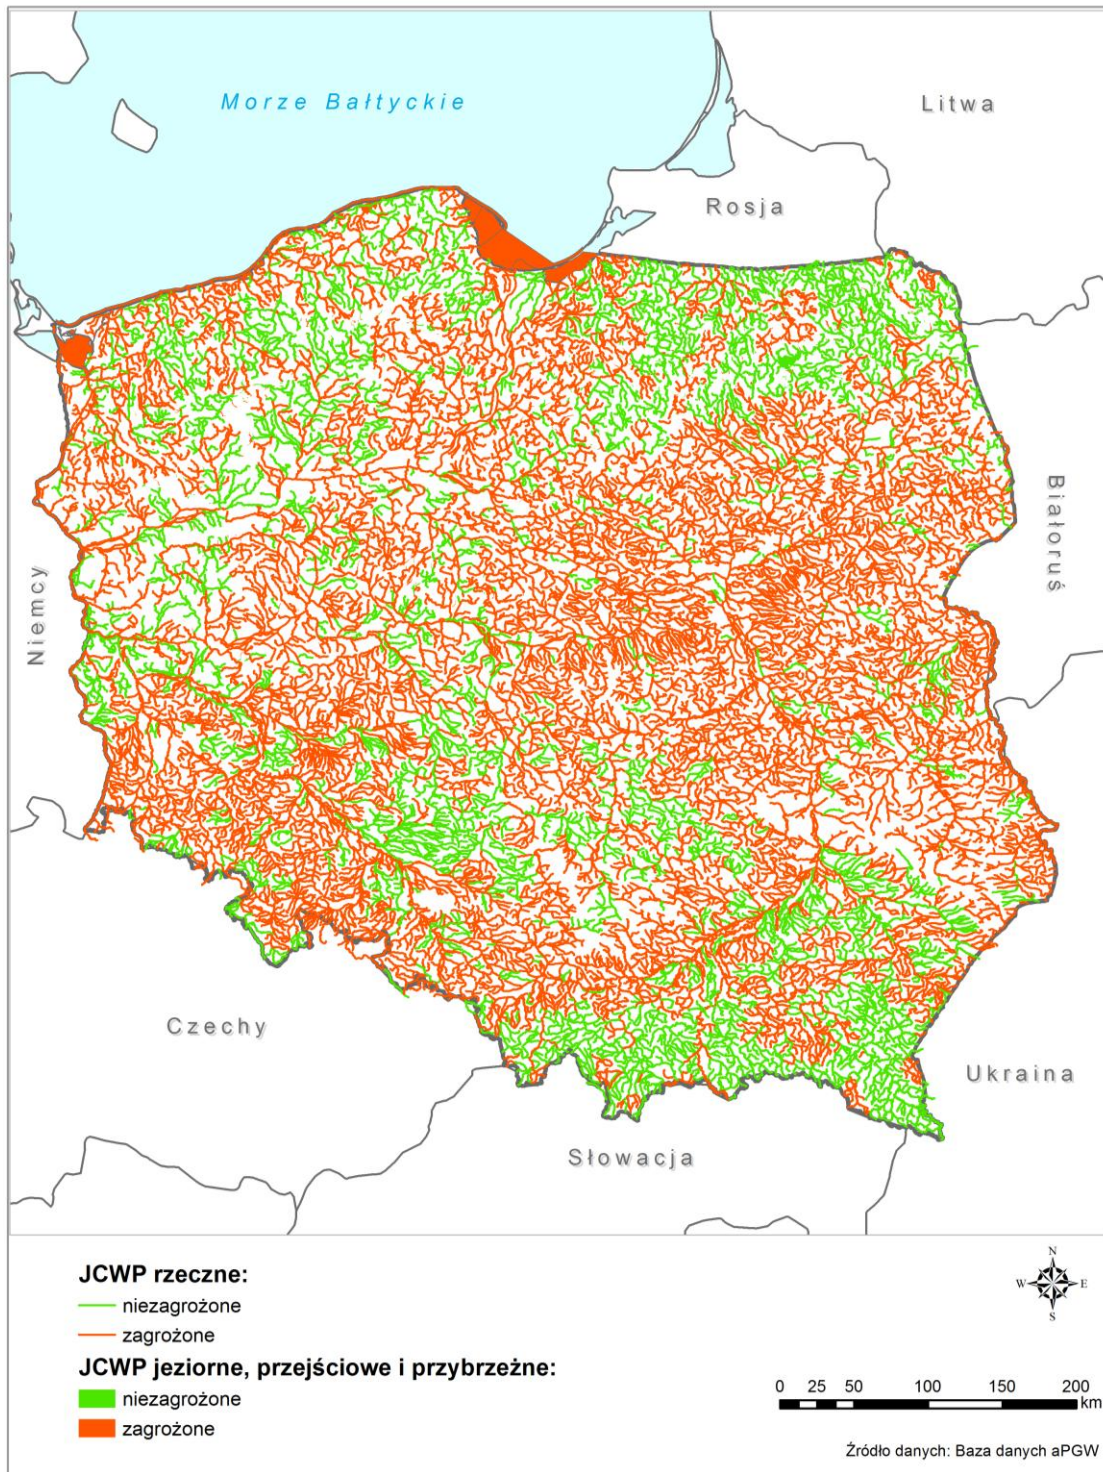 Morze Bałtyckie
Litwa
Rosja
Białoruś
Niemcy
Czechy
Ukraina
Słowacja
JCWP rzeczne:
niezagrożone
zagrożone
JCWP jeziorne, przejściowe i przybrzeżne:
niezagrożone
zagrożone
N
W E
S
0 25 50 100 150 200
km
Źródło danych: Baza danych aPGW